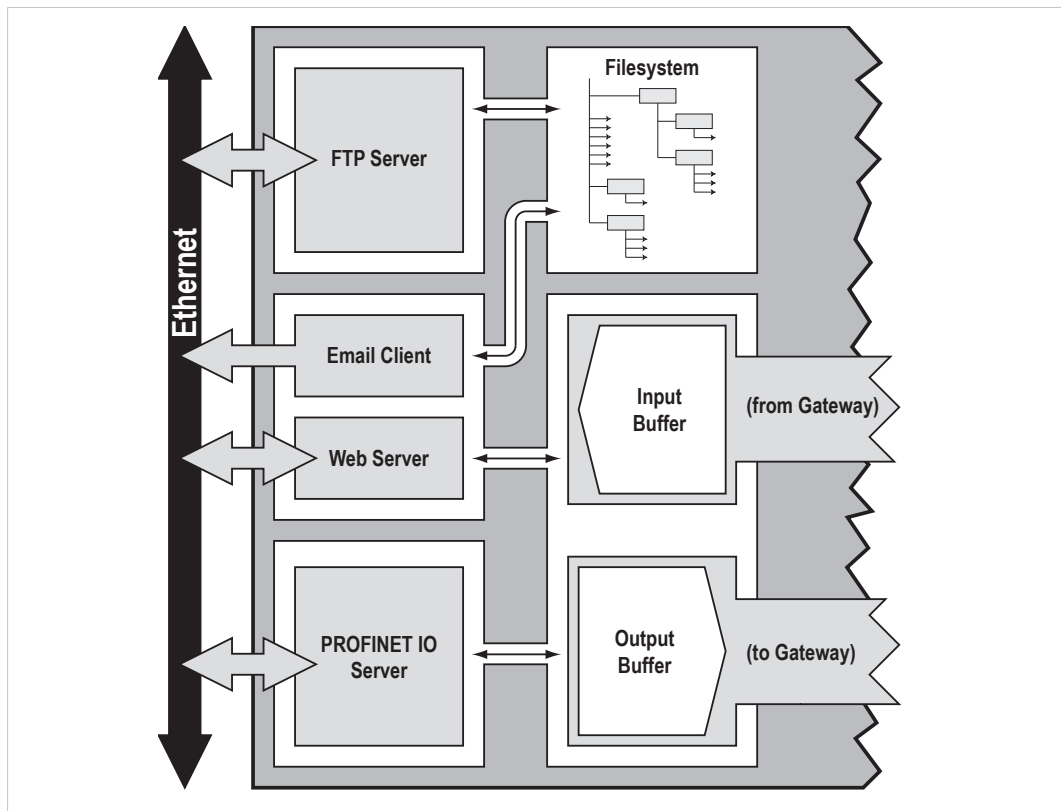 Ethernet
FTP Server
Filesystem
Email Client
Web Server
Input
Buffer
(from Gateway)
PROFINET IO
Server
Output
Buffer
(to Gateway)